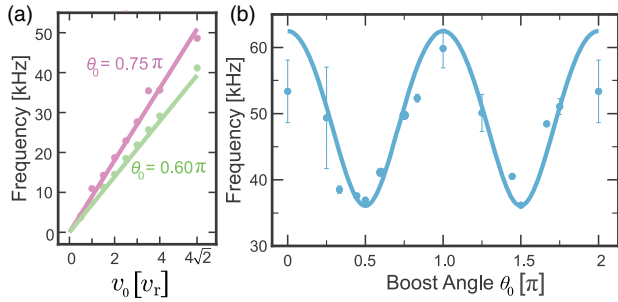 (a)
Frequency [kHz]
50
40
30
20
10
0
θ₀ = 0.75 π
θ₀ = 0.60 π
0
2
4
4√2
v₀ [vᵣ]
(b)
Frequency [kHz]
60
50
40
30
0
0.5
1.0
1.5
2
Boost Angle θ₀ [π]